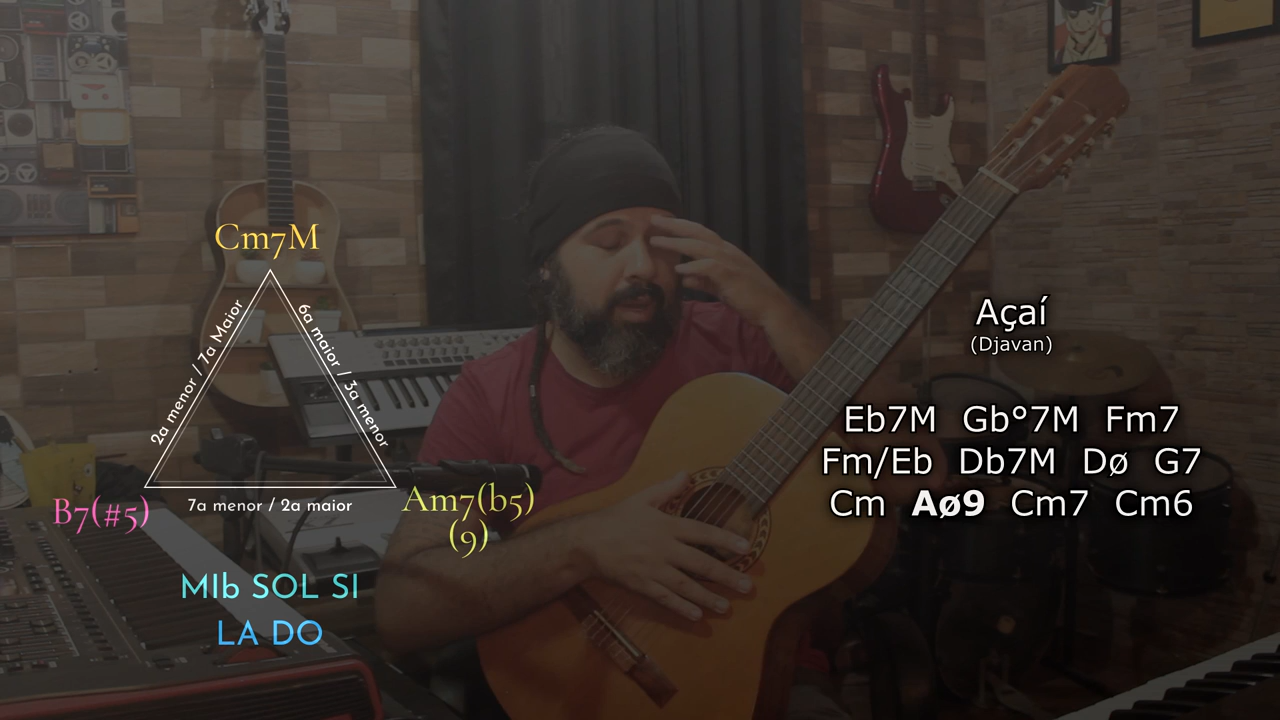 Cm7M
2a menor / 7a Maior
6a maior / 3a menor
B7(#5)
7a menor / 2a maior
Am7(b5)
(9)
MIb SOL SI
LA DO
Açaí
(Djavan)
Eb7M Gb°7M Fm7
Fm/Eb Db7M Dø G7
Cm Aø9 Cm7 Cm6